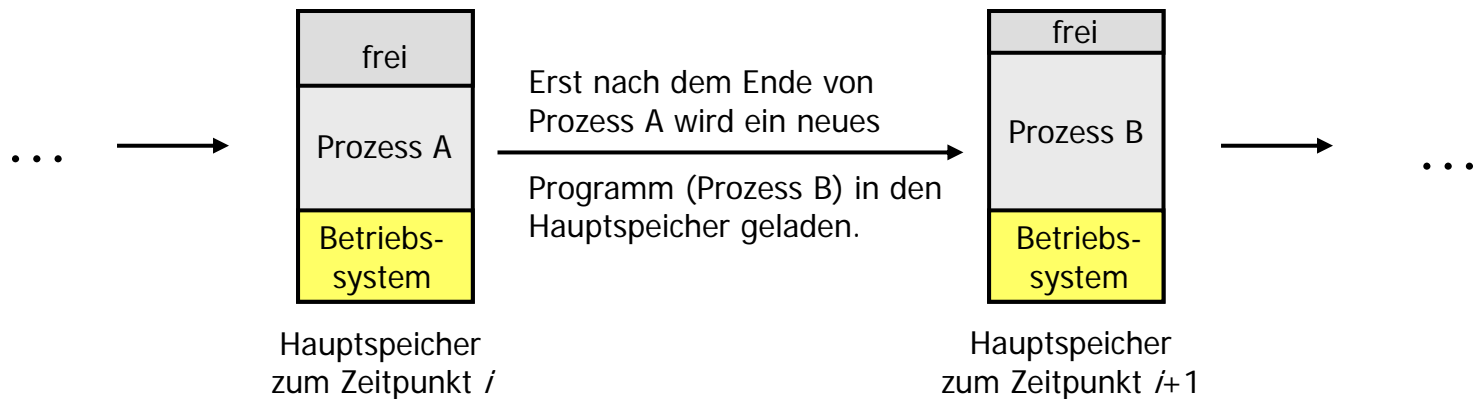 ...
frei
Prozess A
Betriebs-
system
Hauptspeicher
zum Zeitpunkt i
Erst nach dem Ende von
Prozess A wird ein neues
Programm (Prozess B) in den
Hauptspeicher geladen.
frei
Prozess B
Betriebs-
system
Hauptspeicher
zum Zeitpunkt i+1
...